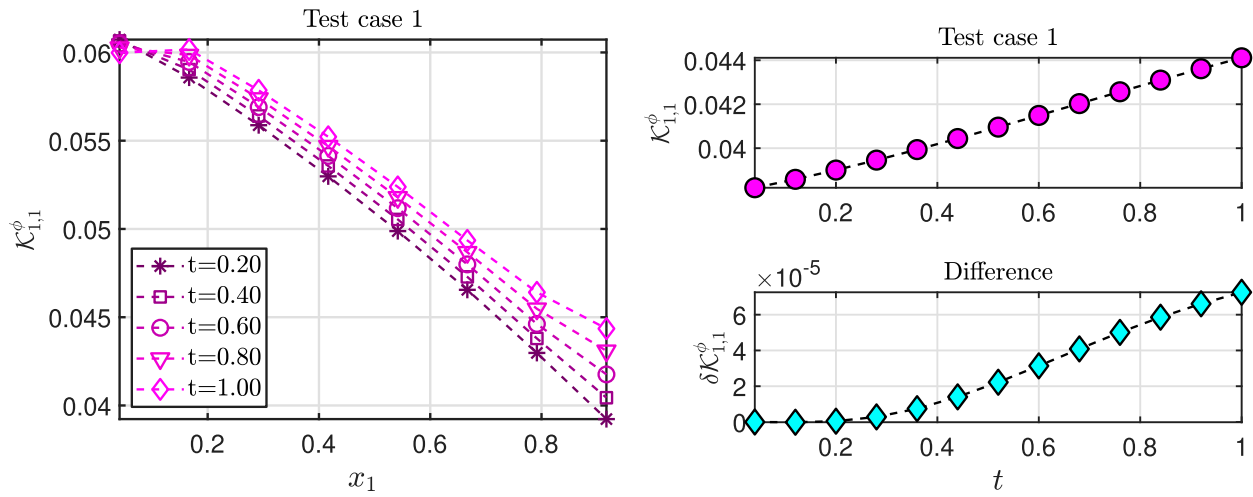 Test case 1
0.06
0.055
0.05
0.045
0.04
𝒦^ϕ_{1,1}
t=0.20
t=0.40
t=0.60
t=0.80
t=1.00
0.2 0.4 0.6 0.8
x_1
Test case 1
0.044
0.042
0.04
𝒦^ϕ_{1,1}
0.2 0.4 0.6 0.8 1
×10^{-5}
Difference
6
4
2
0
δ𝒦^ϕ_{1,1}
0.2 0.4 0.6 0.8 1
t